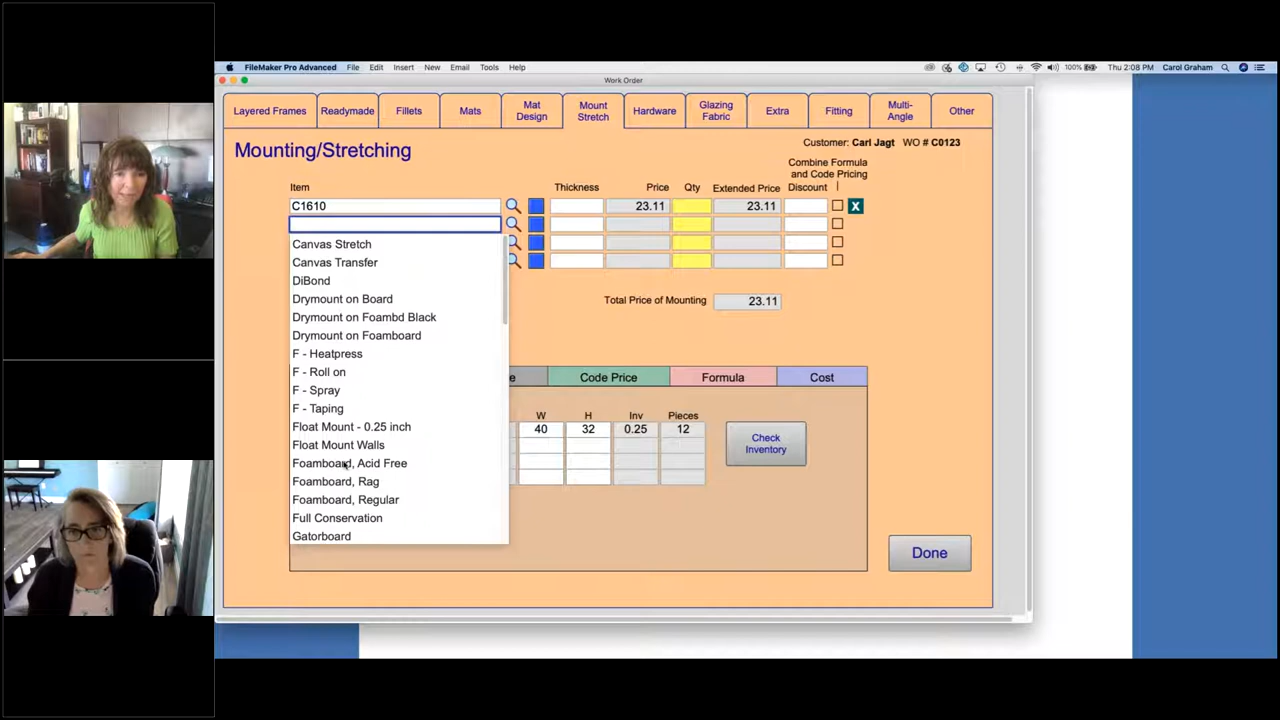 FileMaker Pro Advanced File Edit Insert New Email Tools Help
100% Thu 2:08 PM Carol Graham
Work Order
Layered Frames Readymade Fillets Mats Mat Design Mount Stretch Hardware Glazing Fabric Extra Fitting Multi-Angle Other
Mounting/Stretching
Customer: Carl Jagt WO # C0123
Combine Formula
and Code Pricing
Item Thickness Price Qty Extended Price Discount
C1610 23.11 23.11 X
Canvas Stretch
Canvas Transfer
DiBond
Drymount on Board
Total Price of Mounting 23.11
Drymount on Foambd Black
Drymount on Foamboard
F - Heatpress
F - Roll on
e Code Price Formula Cost
F - Spray
F - Taping
W H Inv Pieces
Float Mount - 0.25 inch
40 32 0.25 12
Check
Inventory
Float Mount Walls
Foamboard, Acid Free
Foamboard, Rag
Foamboard, Regular
Full Conservation
Gatorboard
Done